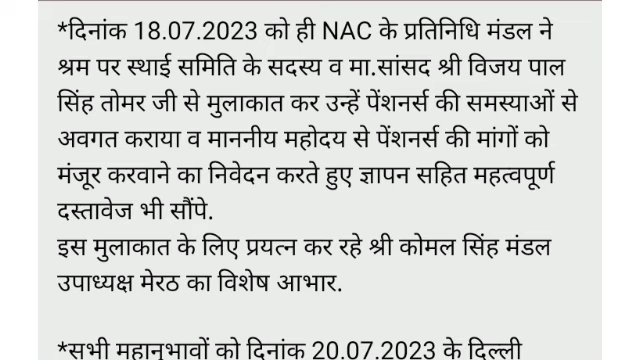 *दिनांक 18.07.2023 को ही NAC के प्रतिनिधि मंडल ने
श्रम पर स्थाई समिति के सदस्य व मा.सांसद श्री विजय पाल
सिंह तोमर जी से मुलाकात कर उन्हें पेंशनर्स की समस्याओं से
अवगत कराया व माननीय महोदय से पेंशनर्स की मांगों को
मंजूर करवाने का निवेदन करते हुए ज्ञापन सहित महत्वपूर्ण
दस्तावेज भी सौंपे.
इस मुलाकात के लिए प्रयत्न कर रहे श्री कोमल सिंह मंडल
उपाध्यक्ष मेरठ का विशेष आभार.
*सभी महानुभावों को दिनांक 20.07.2023 के दिल्ली